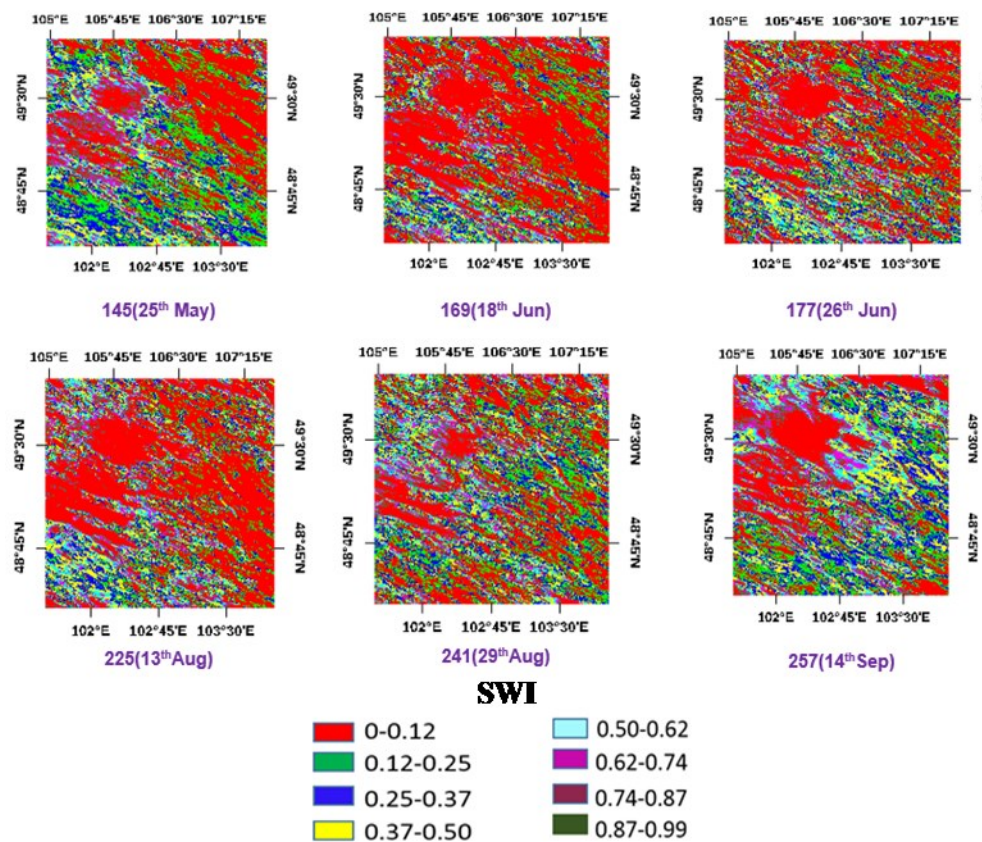 105°E 105°45'E 106°30'E 107°15'E
105°E 105°45'E 106°30'E 107°15'E
105°E 105°45'E 106°30'E 107°15'E
49°30'N 49°30'N
49°30'N 49°30'N
49°30'N 49°30'N
48°45'N 48°45'N
48°45'N 48°45'N
48°45'N 48°45'N
102°E 102°45'E 103°30'E
102°E 102°45'E 103°30'E
102°E 102°45'E 103°30'E
145(25th May)
169(18th Jun)
177(26th Jun)
105°E 105°45'E 106°30'E 107°15'E
105°E 105°45'E 106°30'E 107°15'E
105°E 105°45'E 106°30'E 107°15'E
49°30'N 49°30'N
49°30'N 49°30'N
49°30'N 49°30'N
48°45'N 48°45'N
48°45'N 48°45'N
48°45'N 48°45'N
102°E 102°45'E 103°30'E
102°E 102°45'E 103°30'E
102°E 102°45'E 103°30'E
225(13thAug)
241(29thAug)
257(14thSep)
SWI
0-0.12
0.12-0.25
0.25-0.37
0.37-0.50
0.50-0.62
0.62-0.74
0.74-0.87
0.87-0.99